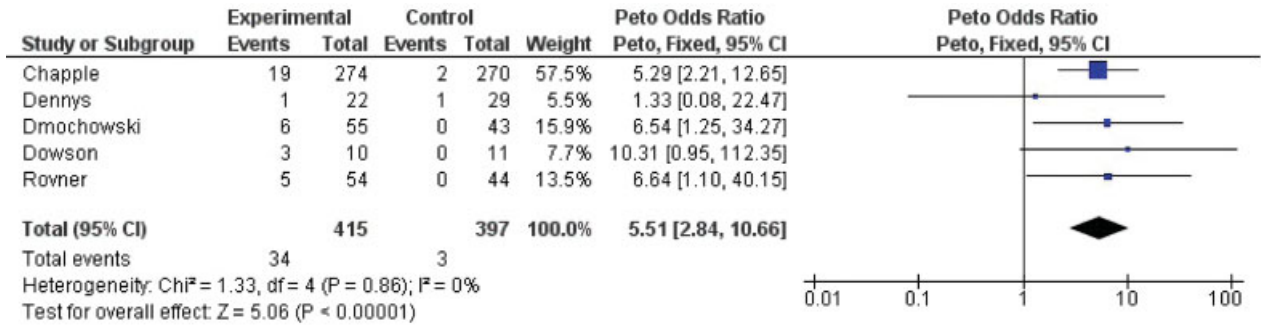 Experimental Control Peto Odds Ratio Peto Odds Ratio
Study or Subgroup Events Total Events Total Weight Peto, Fixed, 95% CI Peto, Fixed, 95% CI
Chapple 19 274 2 270 57.5% 5.29 [2.21, 12.65]
Dennys 1 22 1 29 5.5% 1.33 [0.08, 22.47]
Dmochowski 6 55 0 43 15.9% 6.54 [1.25, 34.27]
Dowson 3 10 0 11 7.7% 10.31 [0.95, 112.35]
Rovner 5 54 0 44 13.5% 6.64 [1.10, 40.15]
Total (95% CI) 415 397 100.0% 5.51 [2.84, 10.66]
Total events 34 3
Heterogeneity: Chi² = 1.33, df = 4 (P = 0.86); I² = 0%
Test for overall effect: Z = 5.06 (P < 0.00001)
0.01 0.1 1 10 100